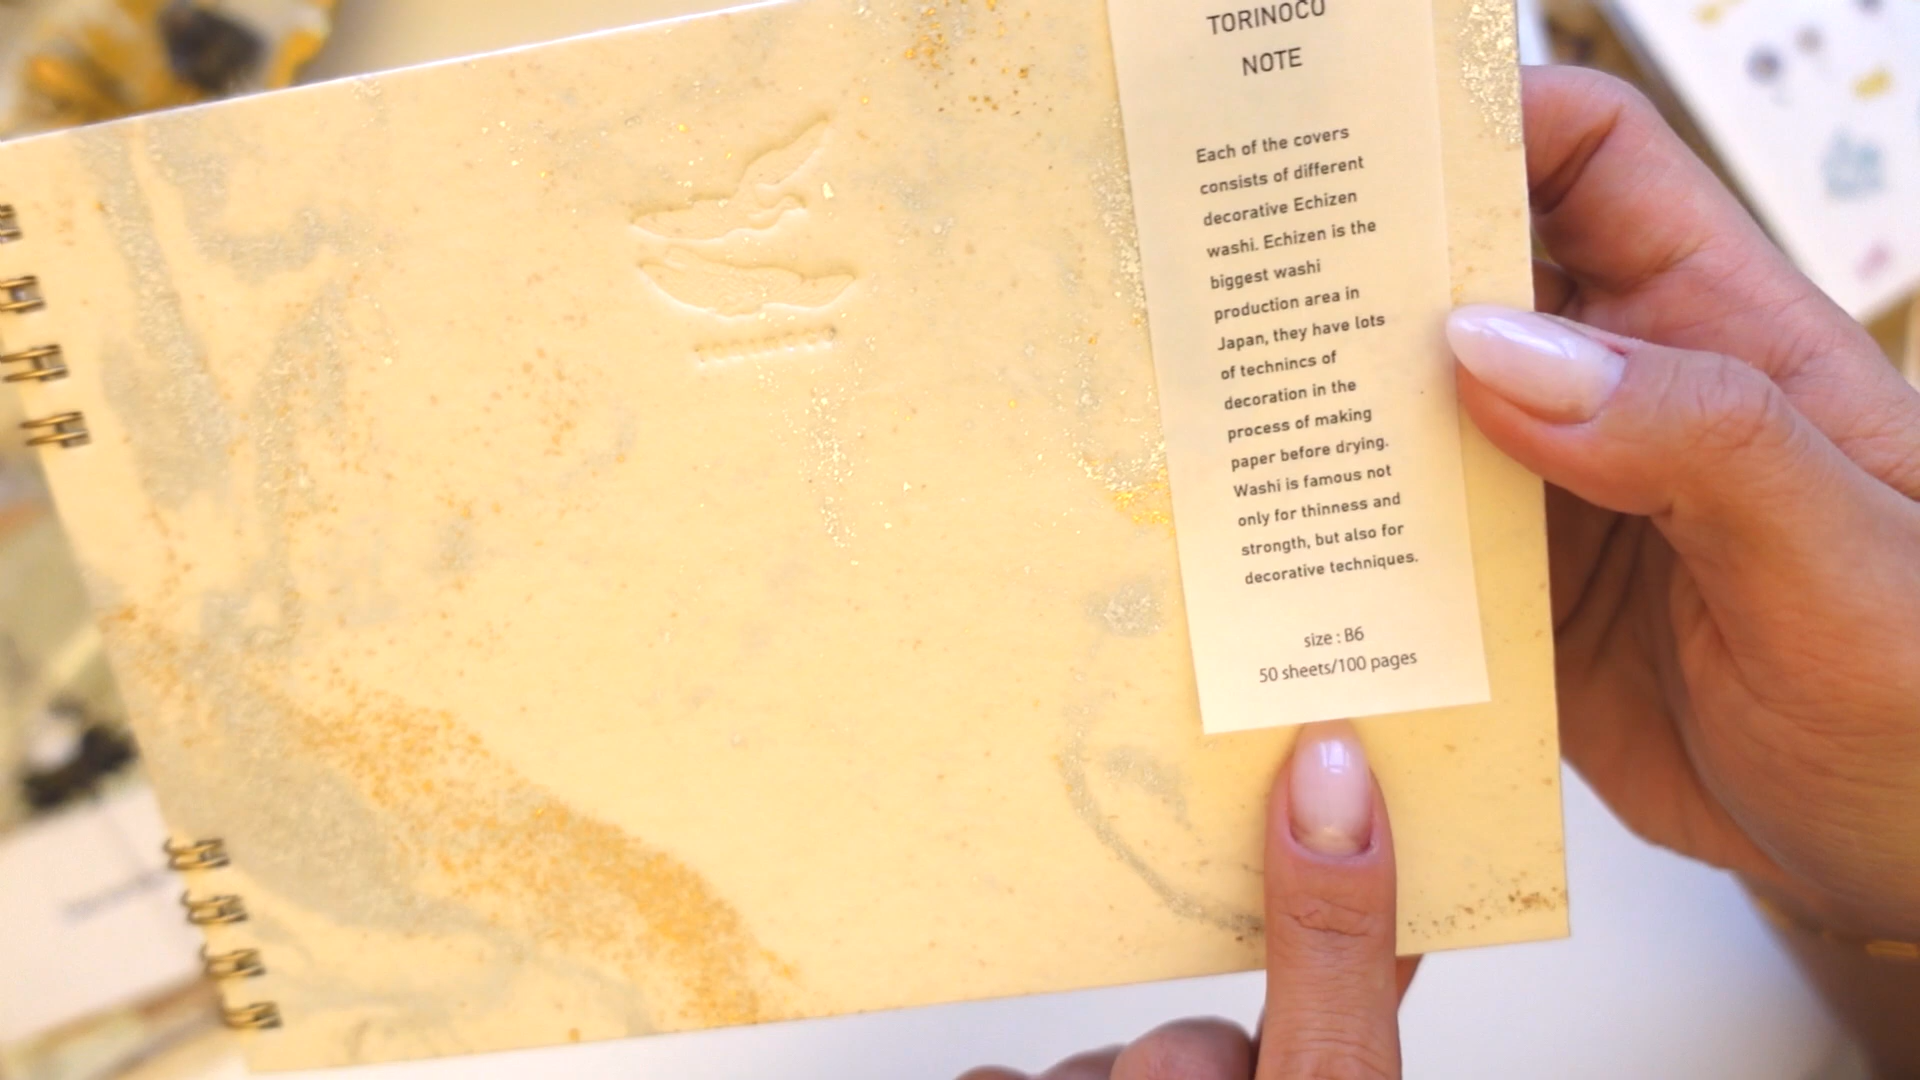 TORINOCO
NOTE
Each of the covers
consists of different
decorative Echizen
washi. Echizen is the
biggest washi
production area in
Japan, they have lots
of technincs of
decoration in the
process of making
paper before drying.
Washi is famous not
only for thinness and
strength, but also for
decorative techniques.
size : B6
50 sheets/100 pages